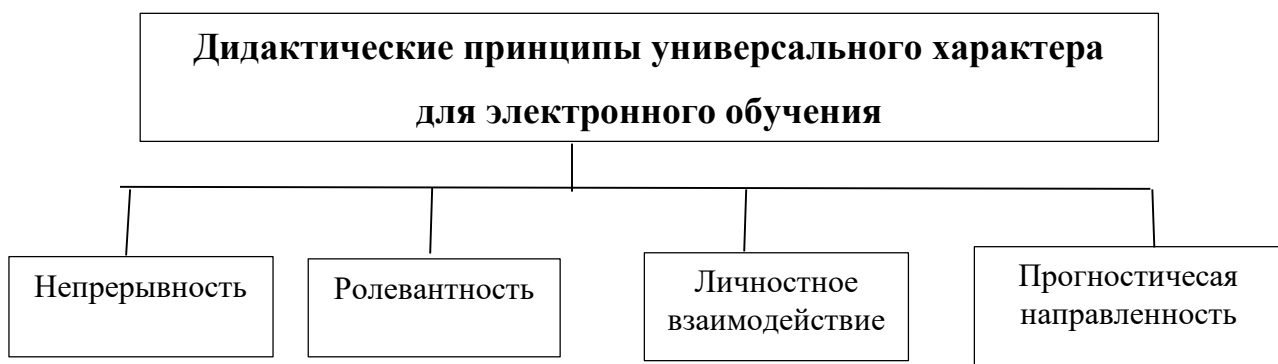 Дидактические принципы универсального характера
для электронного обучения
Непрерывность
Ролевантность
Личностное
взаимодействие
Прогностичесая
направленность